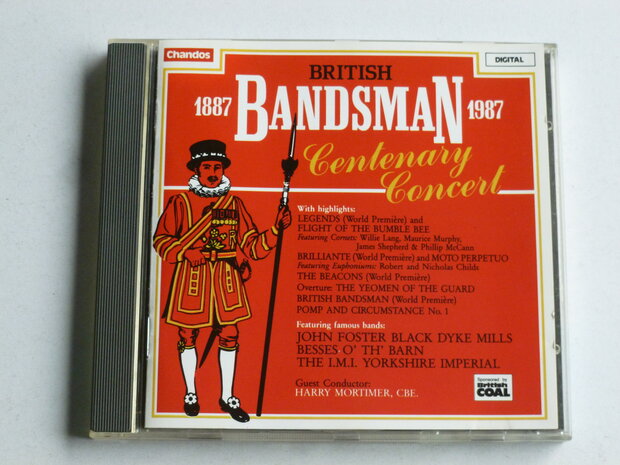 Chandos
DIGITAL
BRITISH
1887 BANDSMAN 1987
Centenary
Concert
With highlights:
LEGENDS (World Première) and
FLIGHT OF THE BUMBLE BEE
Featuring Cornets: Willie Lang, Maurice Murphy,
James Shepherd & Phillip McCann
BRILLIANTE (World Première) and MOTO PERPETUO
Featuring Euphoniums: Robert and Nicholas Childs
THE BEACONS (World Première)
Overture: THE YEOMEN OF THE GUARD
BRITISH BANDSMAN (World Première)
POMP AND CIRCUMSTANCE No. 1
Featuring famous bands:
JOHN FOSTER BLACK DYKE MILLS
BESSES O' TH' BARN
THE I.M.I. YORKSHIRE IMPERIAL
Guest Conductor:
HARRY MORTIMER, CBE.
Sponsored by
British
COAL